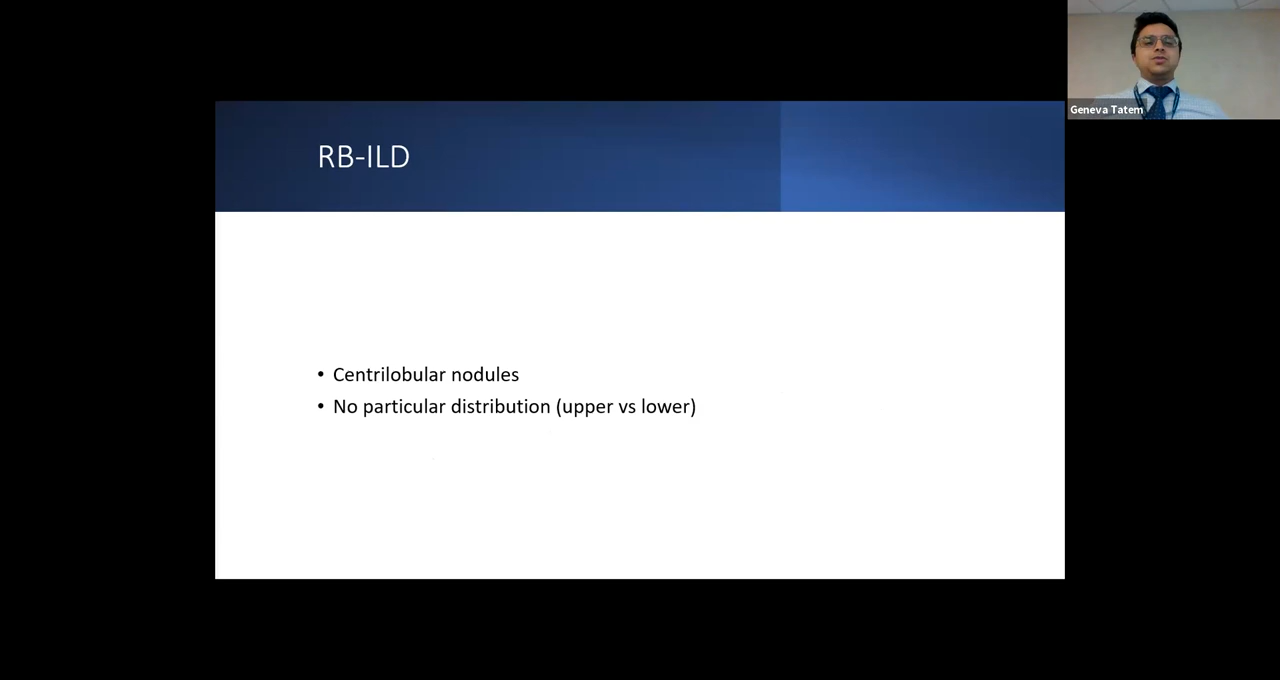 Geneva Tatem
RB-ILD
• Centrilobular nodules
• No particular distribution (upper vs lower)